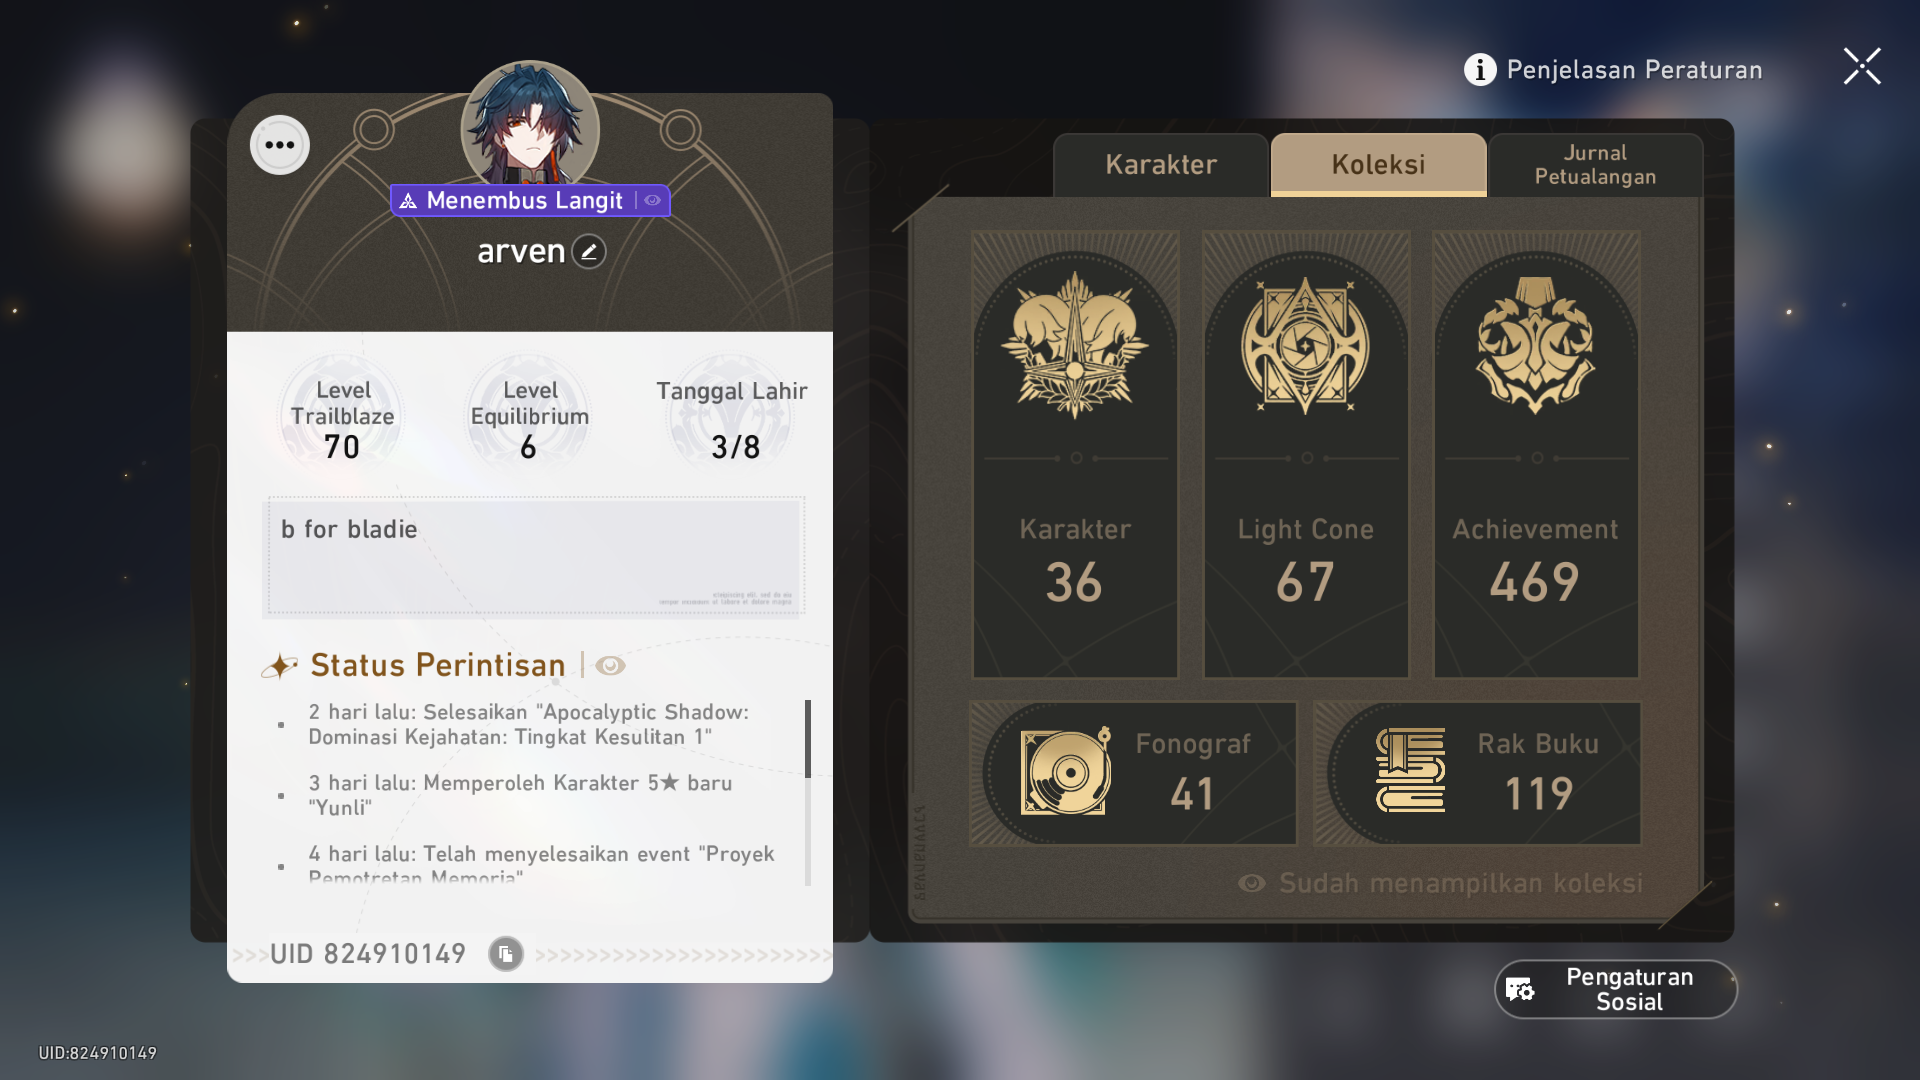 Penjelasan Peraturan
Menembus Langit
arven
Level
Trailblaze
70
Level
Equilibrium
6
Tanggal Lahir
3/8
b for bladie
Status Perintisan
2 hari lalu: Selesaikan "Apocalyptic Shadow:
Dominasi Kejahatan: Tingkat Kesulitan 1"
3 hari lalu: Memperoleh Karakter 5★ baru
"Yunli"
4 hari lalu: Telah menyelesaikan event "Proyek
Pemotretan Memoria"
UID 824910149
Karakter
Koleksi
Jurnal
Petualangan
Karakter
36
Light Cone
67
Achievement
469
Fonograf
41
Rak Buku
119
Sudah menampilkan koleksi
Pengaturan
Sosial
UID:824910149